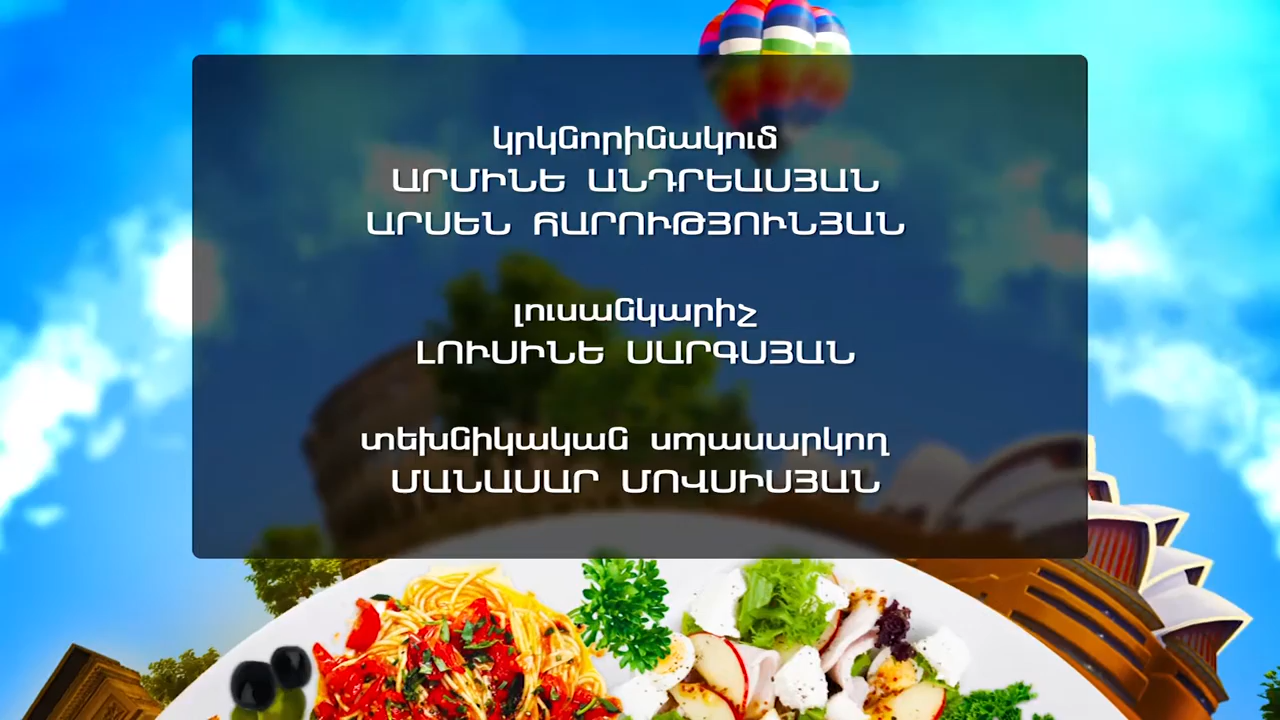 կրկնօրինակում
ԱՐՄԻՆԵ ԱՆԴՐԵԱՍՅԱՆ
ԱՐՍԵՆ ՀԱՐՈՒԹՅՈՒՆՅԱՆ
լուսանկարիչ
ԼՈՒՍԻՆԵ ՍԱՐԳՍՅԱՆ
տեխնիկական սպասարկող
ՄԱՆԱՍԱՐ ՄՈՎՍԻՍՅԱՆ